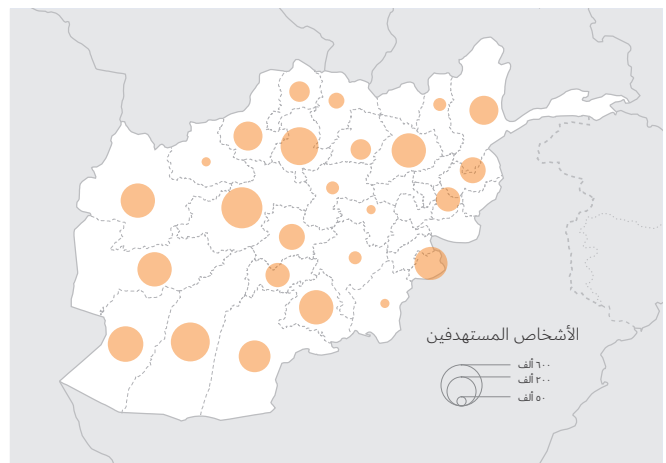 الأشخاص المستهدفين
٦٠٠ ألف
٢٠٠ ألف
٥٠ ألف